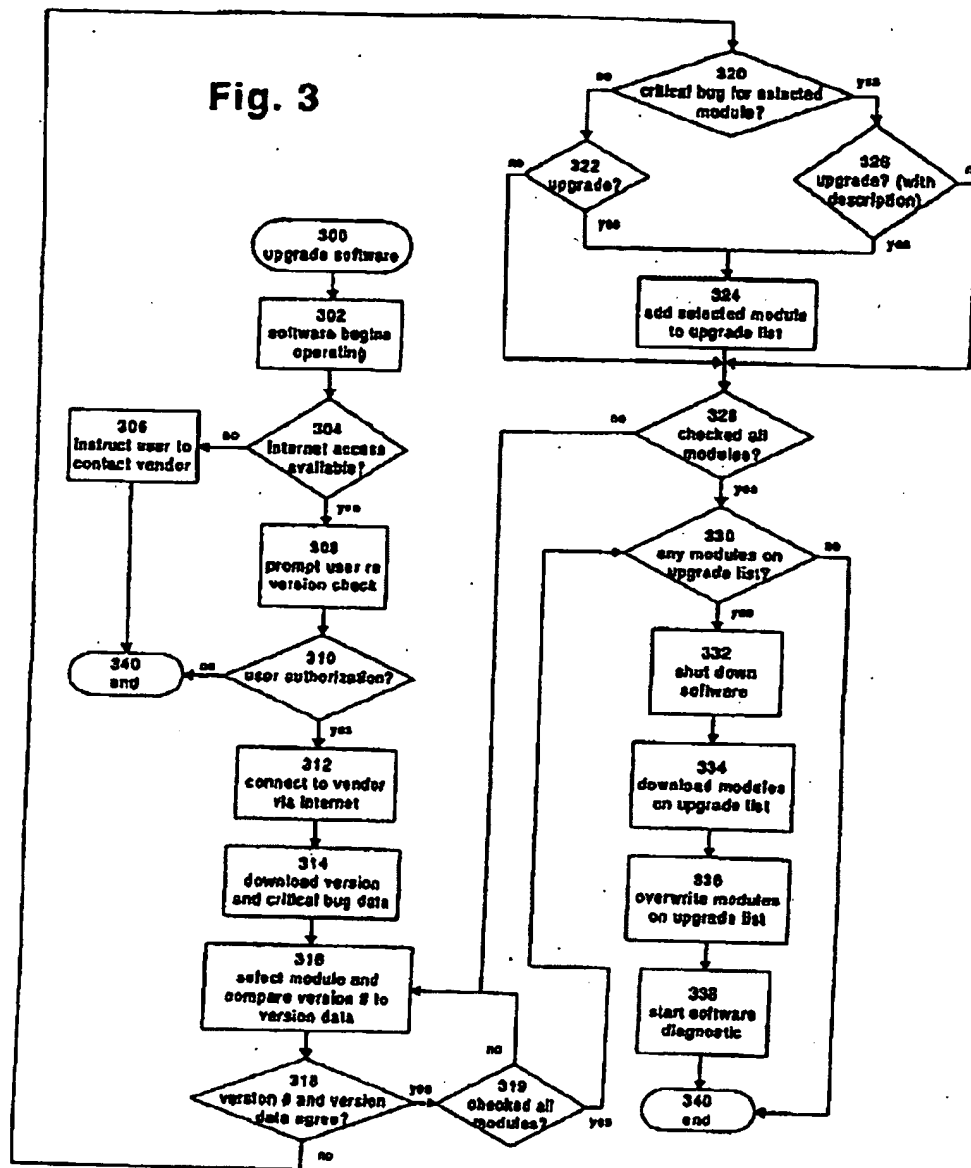 Fig. 3
300
upgrade software
302
software begins
operating
304
Internet access
available?
no
yes
306
Instruct user to
contact vendor
308
prompt user re
version check
310
user authorization?
no
yes
340
end
312
connect to vendor
via Internet
314
download version
and critical bug data
316
select module and
compare version # to
version data
318
version # and version
data agree?
yes
no
319
checked all
modules?
no
yes
320
critical bug for selected
module?
no
yes
322
upgrade?
no
yes
326
upgrade? (with
description)
yes
324
add selected module
to upgrade list
328
checked all
modules?
no
yes
330
any modules on
upgrade list?
no
yes
332
shut down
software
334
download modules
on upgrade list
336
overwrite modules
on upgrade list
338
start software
diagnostic
340
end